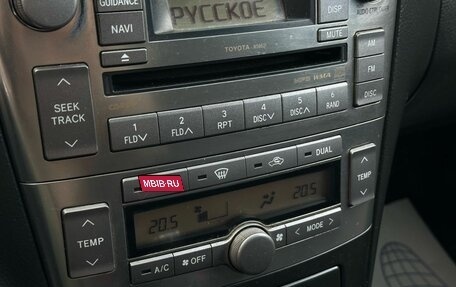 GUIDANCE
РУССКОЕ
DISP
NAVI
TOYOTA
MUTE
AM
SEEK
TRACK
WMA
FM
DISC
1
FLD
2
FLD
3
RPT
4
DISC
5
DISC
6
RAND
MBIB.RU
DUAL
TEMP
20.5
20.5
TEMP
A/C
OFF
MODE